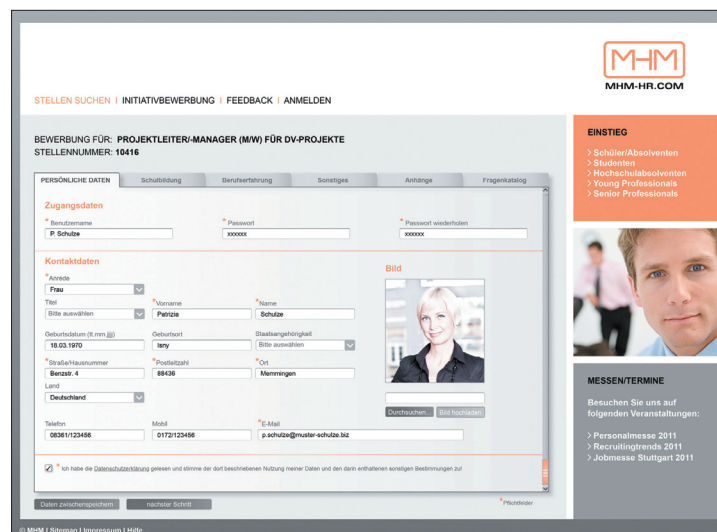 MHM
MHM-HR.COM
STELLEN SUCHEN I INITIATIVBEWERBUNG I FEEDBACK I ANMELDEN
BEWERBUNG FÜR: PROJEKTLEITER/-MANAGER (M/W) FÜR DV-PROJEKTE
STELLENNUMMER: 10416
PERSÖNLICHE DATEN Schulbildung Berufserfahrung Sonstiges Anhänge Fragenkatalog
Zugangsdaten
* Benutzername * Passwort * Passwort wiederholen
P. Schulze xxxxxx xxxxxx
Kontaktdaten
Bild
*Anrede
Frau
Titel *Vorname *Name
Bitte auswählen Patrizia Schulze
Geburtsdatum (tt.mm.jjjj) Geburtsort Staatsangehörigkeit
18.03.1970 Isny Bitte auswählen
*Straße/Hausnummer *Postleitzahl *Ort
Benzstr. 4 88436 Memmingen
Land
Deutschland
Durchsuchen... Bild hochladen
Telefon Mobil *E-Mail
08361/123456 0172/123456 p.schulze@muster-schulze.biz
* Ich habe die Datenschutzerklärung gelesen und stimme der dort beschriebenen Nutzung meiner Daten und den darin enthaltenen sonstigen Bestimmungen zu!
Daten zwischenspeichern nächster Schritt *Pflichtfelder
© MHM I Sitemap I Impressum I Hilfe
EINSTIEG
> Schüler/Absolventen
> Studenten
> Hochschulabsolventen
> Young Professionals
> Senior Professionals
MESSEN/TERMINE
Besuchen Sie uns auf
folgenden Veranstaltungen:
> Personalmesse 2011
> Recruitingtrends 2011
> Jobmesse Stuttgart 2011